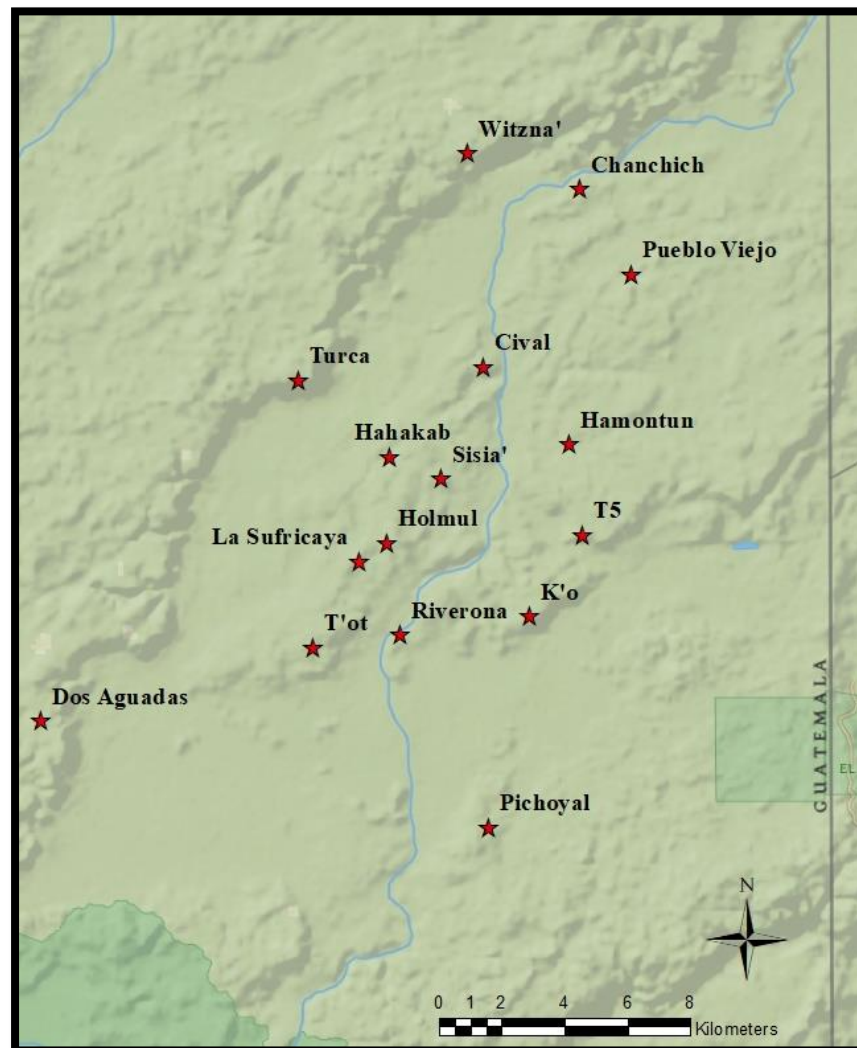 Witzna'
Chanchich
Pueblo Viejo
Cival
Turca
Hamontun
Hahakab
Sisia'
T5
Holmul
La Sufricaya
K'o
Riverona
T'ot
Dos Aguadas
GUATEMALA
EL
Pichoyal
N
0 1 2 4 6 8
Kilometers